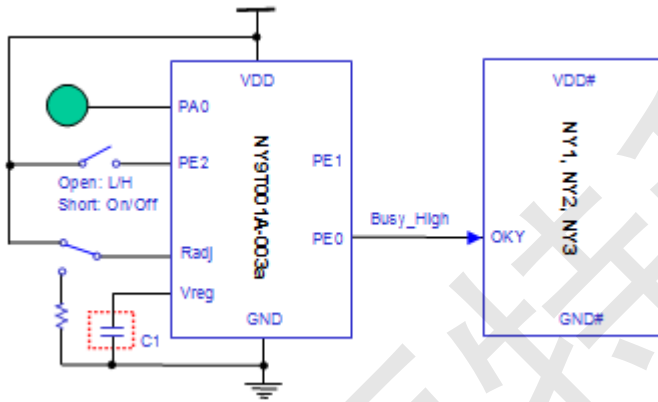 VDD
PA0
PE2
Open: L/H
Short: On/Off
Radj
Vreg
C1
GND
NY9T001A-003a
PE1
PE0
Busy_High
VDD#
OKY
NY1, NY2, NY3
GND#